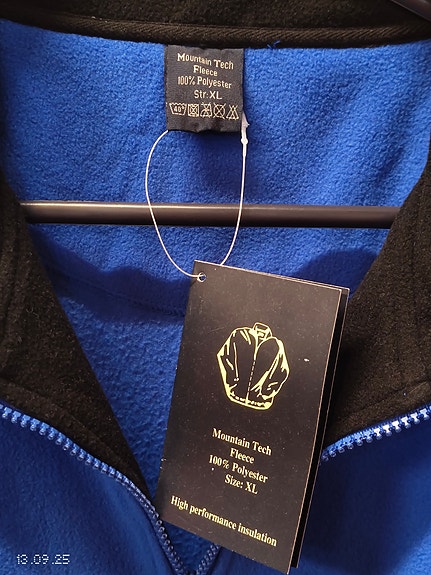 Mountain Tech
Fleece
100% Polyester
Str: XL
40°
Mountain Tech
Fleece
100% Polyester
Size: XL
High performance insulation
13.09.25